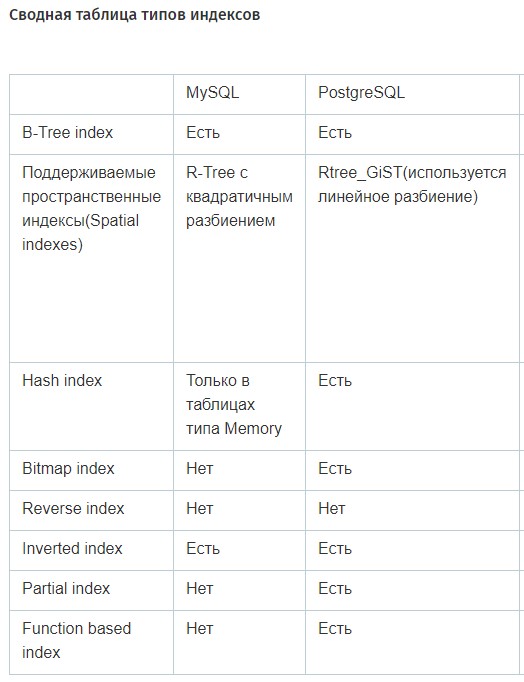 Сводная таблица типов индексов
MySQL PostgreSQL
B-Tree index Есть Есть
Поддерживаемые R-Tree с Rtree_GiST(используется
пространственные квадратичным линейное разбиение)
индексы(Spatial разбиением
indexes)
Hash index Только в Есть
таблицах
типа Memory
Bitmap index Нет Есть
Reverse index Нет Нет
Inverted index Есть Есть
Partial index Нет Есть
Function based Нет Есть
index